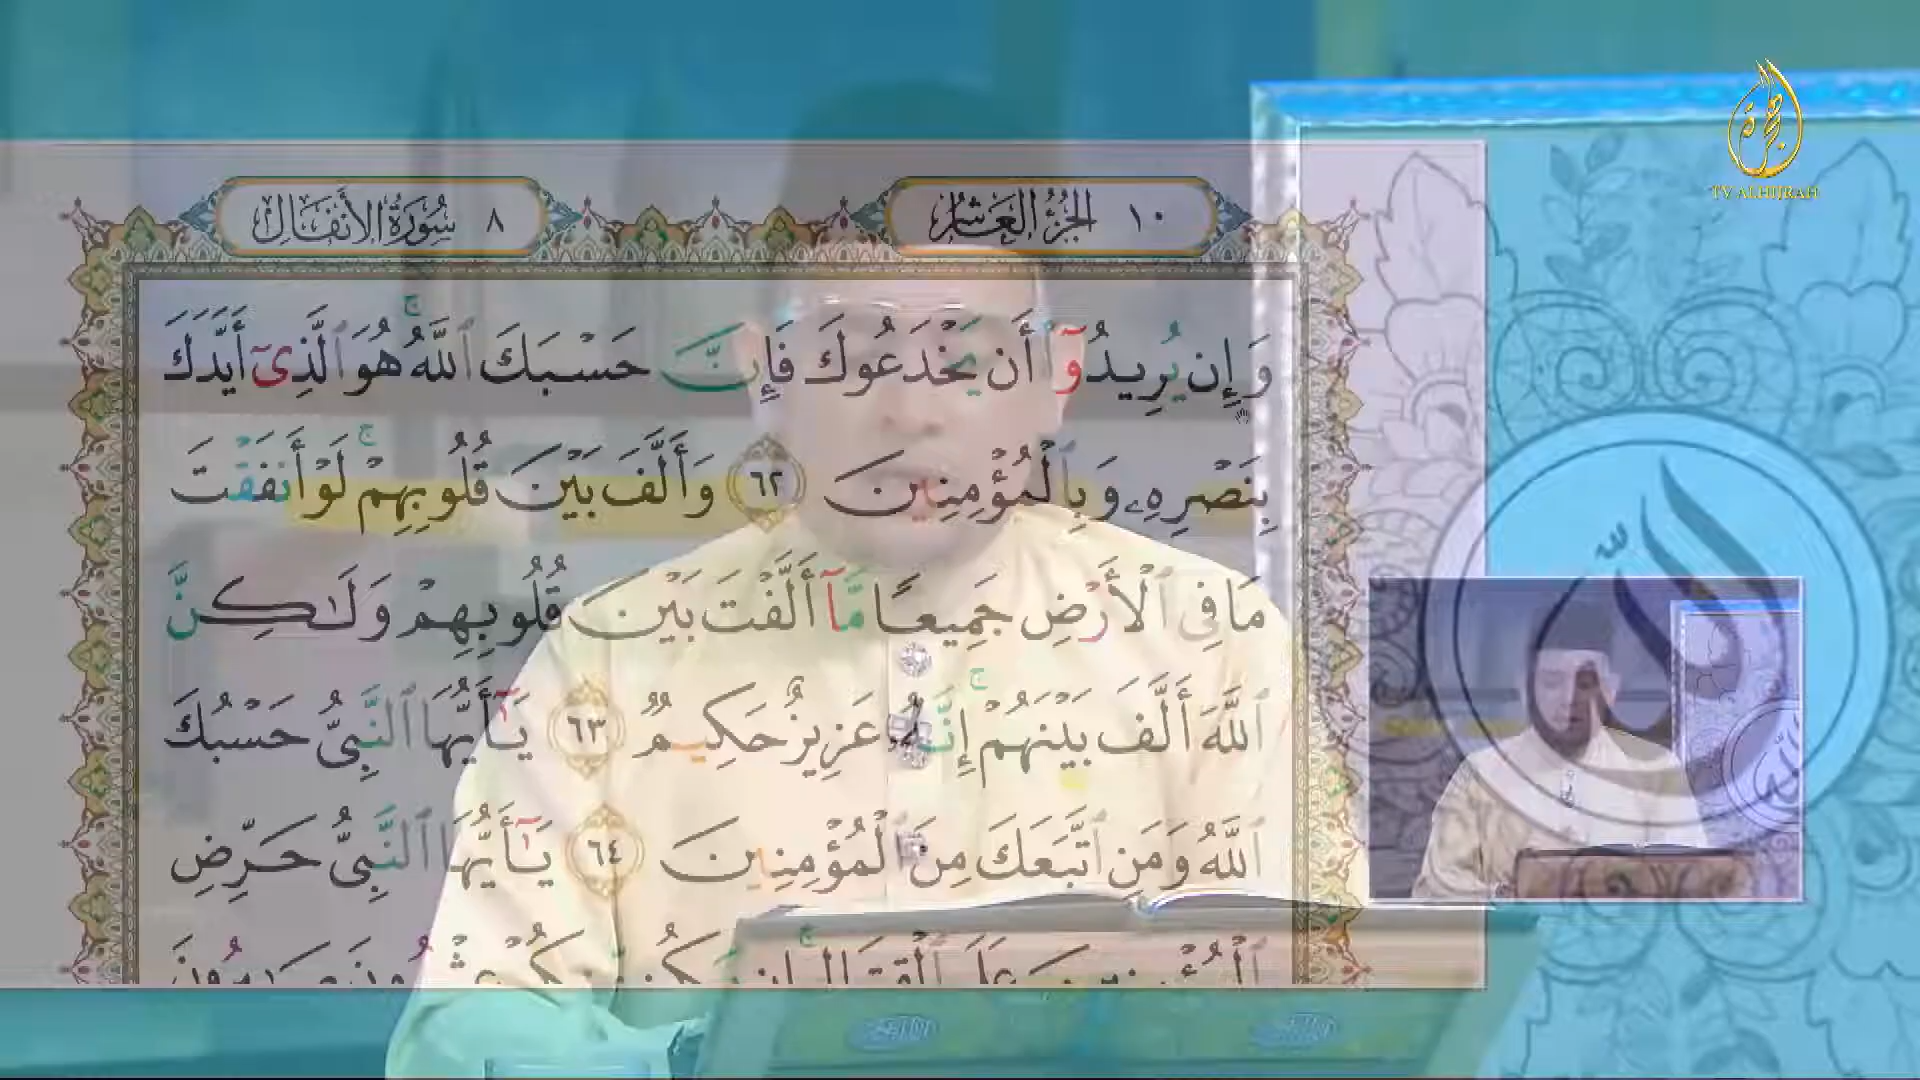 TV ALHIJRAH
١٠ الجُزْءُ العَاشِرُ
٨ سُورَةُ الأَنفَالِ
وَإِن يُرِيدُوٓا۟ أَن يَخْدَعُوكَ فَإِنَّ حَسْبَكَ ٱللَّهُ ۚ هُوَ ٱلَّذِىٓ أَيَّدَكَ
بِنَصْرِهِۦ وَبِٱلْمُؤْمِنِينَ ٦٢ وَأَلَّفَ بَيْنَ قُلُوبِهِمْ ۚ لَوْ أَنفَقْتَ
مَا فِى ٱلْأَرْضِ جَمِيعًا مَّآ أَلَّفْتَ بَيْنَ قُلُوبِهِمْ وَلَـٰكِنَّ
ٱللَّهَ أَلَّفَ بَيْنَهُمْ ۚ إِنَّهُۥ عَزِيزٌ حَكِيمٌ ٦٣ يَـٰٓأَيُّهَا ٱلنَّبِىُّ حَسْبُكَ
ٱللَّهُ وَمَنِ ٱتَّبَعَكَ مِنَ ٱلْمُؤْمِنِينَ ٦٤ يَـٰٓأَيُّهَا ٱلنَّبِىُّ حَرِّضِ